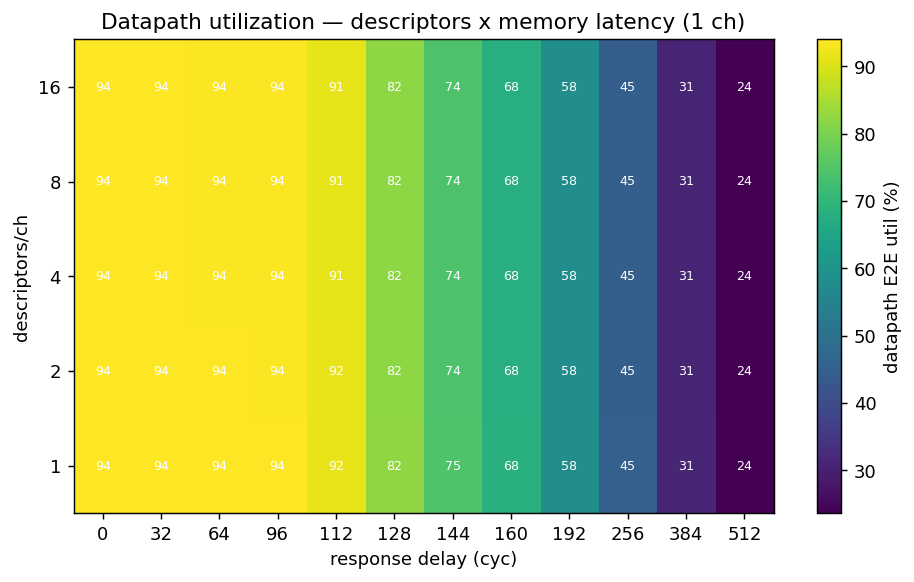 Datapath utilization — descriptors x memory latency (1 ch)
16 94 94 94 94 91 82 74 68 58 45 31 24
8 94 94 94 94 91 82 74 68 58 45 31 24
4 94 94 94 94 91 82 74 68 58 45 31 24
2 94 94 94 94 92 82 74 68 58 45 31 24
1 94 94 94 94 92 82 75 68 58 45 31 24
0 32 64 96 112 128 144 160 192 256 384 512
response delay (cyc)
descriptors/ch
90
80
70
60
50
40
30
datapath E2E util (%)